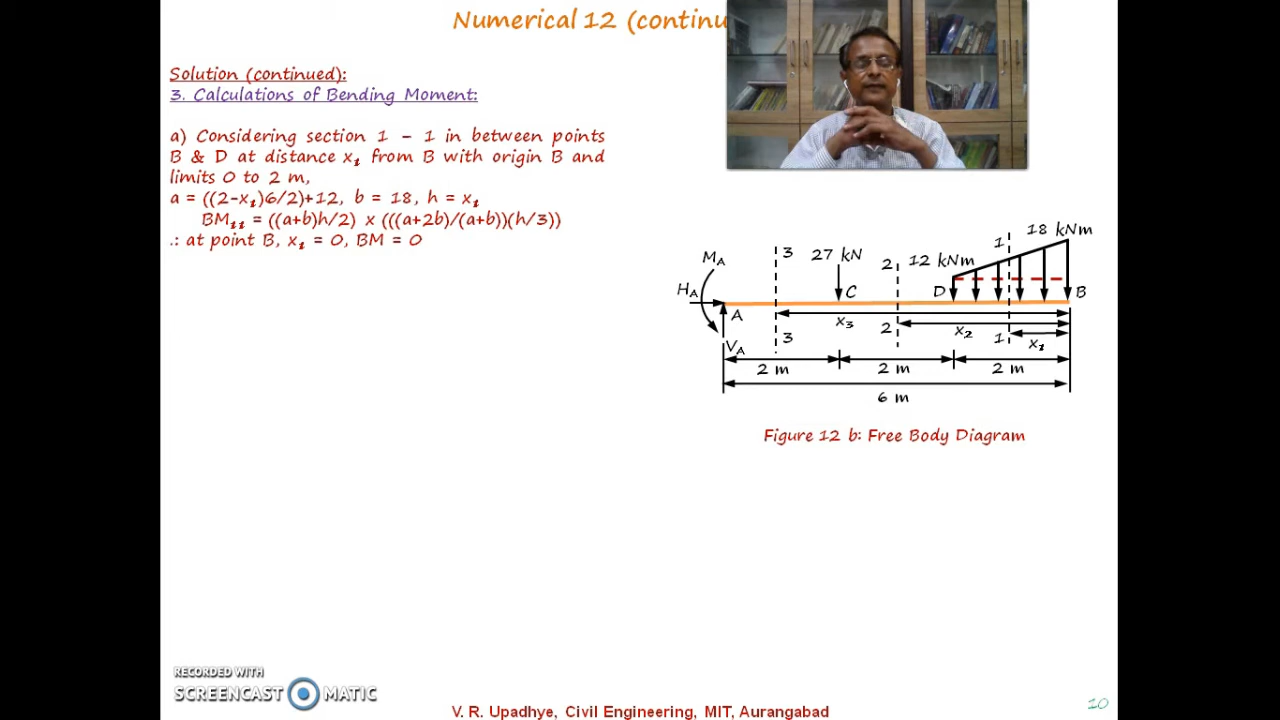 Numerical 12 (continu
Solution (continued):
3. Calculations of Bending Moment:
a) Considering section 1 – 1 in between points
B & D at distance x₁ from B with origin B and
limits 0 to 2 m,
a = ((2-x₁)6/2)+12, b = 18, h = x₁
BM₁₁ = ((a+b)h/2) x (((a+2b)/(a+b))(h/3))
.: at point B, x₁ = 0, BM = 0
18 kNm
1
3
27 kN
2
12 kNm
M_A
H_A
C
D
B
A
x₃
x₂
V_A
3
2
1
x₁
2 m
2 m
2 m
6 m
Figure 12 b: Free Body Diagram
RECORDED WITH
SCREENCAST MATIC
V. R. Upadhye, Civil Engineering, MIT, Aurangabad
10